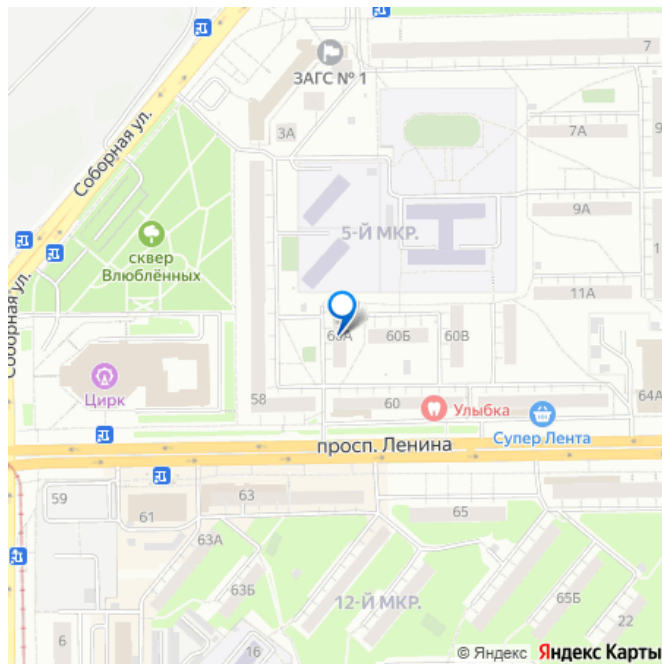 7
ЗАГС № 1
3А
7А
9
Соборная ул.
5-Й МКР.
9А
1
сквер
Влюблённых
11А
Соборная ул.
60А
60Б
60В
64А
Цирк
58
60
Улыбка
Супер Лента
просп. Ленина
59
63
61
65
63А
63Б
12-Й МКР.
65Б
22
6
16
© Яндекс Яндекс Карты